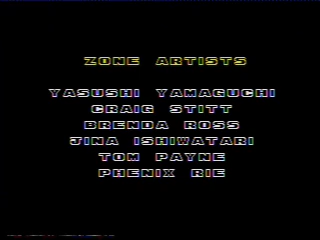 ZONE ARTISTS
YASUSHI YAMAGUCHI
CRAIG STITT
BRENDA ROSS
JINA ISHIWATARI
TOM PAYNE
PHENIX RIE